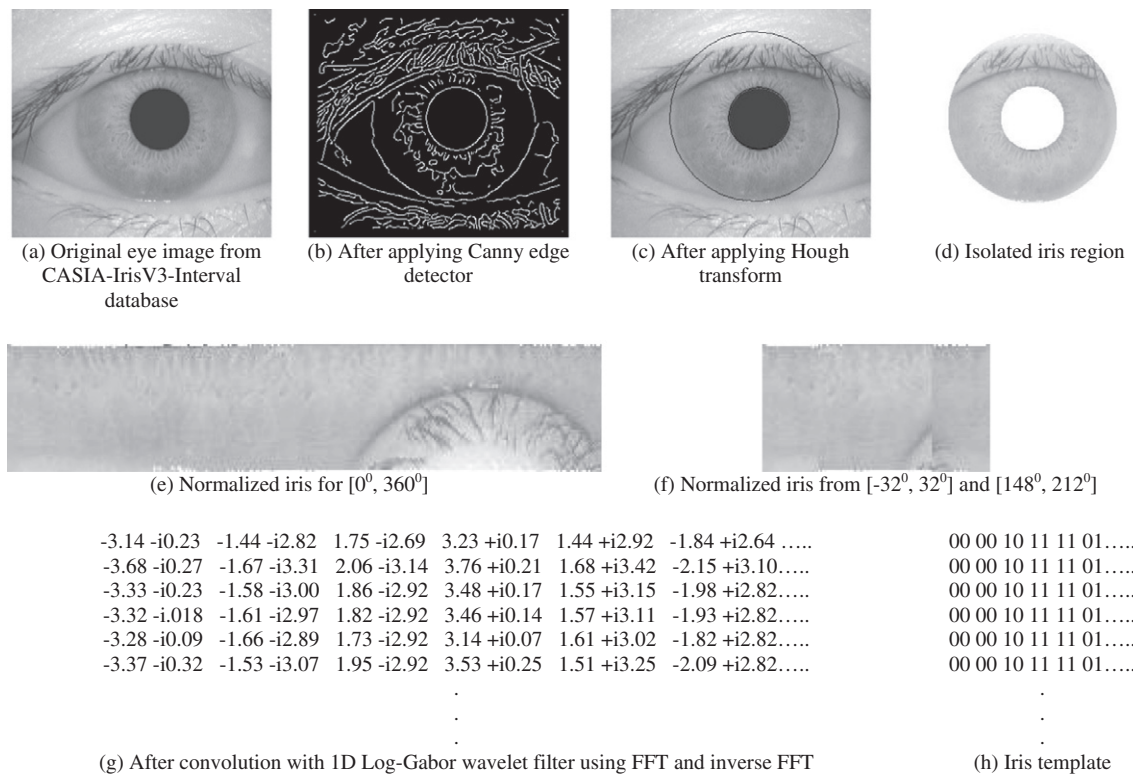 (a) Original eye image from
CASIA-IrisV3-Interval
database
(b) After applying Canny edge
detector
(c) After applying Hough
transform
(d) Isolated iris region
(e) Normalized iris for [0⁰, 360⁰]
(f) Normalized iris from [-32⁰, 32⁰] and [148⁰, 212⁰]
-3.14 -i0.23 -1.44 -i2.82 1.75 -i2.69 3.23 +i0.17 1.44 +i2.92 -1.84 +i2.64 …..
-3.68 -i0.27 -1.67 -i3.31 2.06 -i3.14 3.76 +i0.21 1.68 +i3.42 -2.15 +i3.10…..
-3.33 -i0.23 -1.58 -i3.00 1.86 -i2.92 3.48 +i0.17 1.55 +i3.15 -1.98 +i2.82…..
-3.32 -i.018 -1.61 -i2.97 1.82 -i2.92 3.46 +i0.14 1.57 +i3.11 -1.93 +i2.82…..
-3.28 -i0.09 -1.66 -i2.89 1.73 -i2.92 3.14 +i0.07 1.61 +i3.02 -1.82 +i2.82…..
-3.37 -i0.32 -1.53 -i3.07 1.95 -i2.92 3.53 +i0.25 1.51 +i3.25 -2.09 +i2.82…..
.
.
.
(g) After convolution with 1D Log-Gabor wavelet filter using FFT and inverse FFT
00 00 10 11 11 01…..
00 00 10 11 11 01…..
00 00 10 11 11 01…..
00 00 10 11 11 01…..
00 00 10 11 11 01…..
00 00 10 11 11 01…..
.
.
.
(h) Iris template